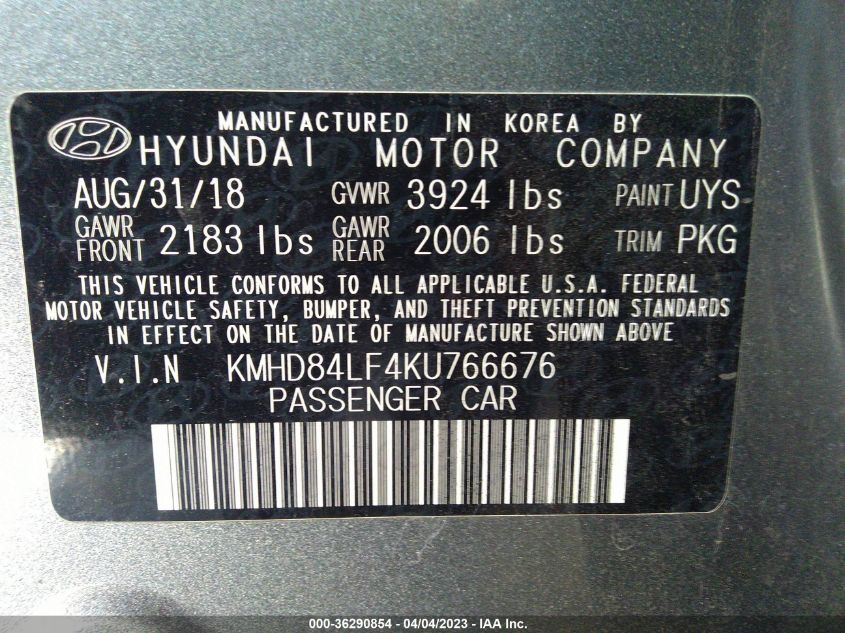 MANUFACTURED IN KOREA BY
HYUNDAI MOTOR COMPANY
AUG/31/18 GVWR 3924 lbs PAINT UYS
GAWR FRONT 2183 lbs GAWR REAR 2006 lbs TRIM PKG
THIS VEHICLE CONFORMS TO ALL APPLICABLE U.S.A. FEDERAL
MOTOR VEHICLE SAFETY, BUMPER, AND THEFT PREVENTION STANDARDS
IN EFFECT ON THE DATE OF MANUFACTURE SHOWN ABOVE
V.I.N KMHD84LF4KU766676
PASSENGER CAR
000-36290854 - 04/04/2023 - IAA Inc.